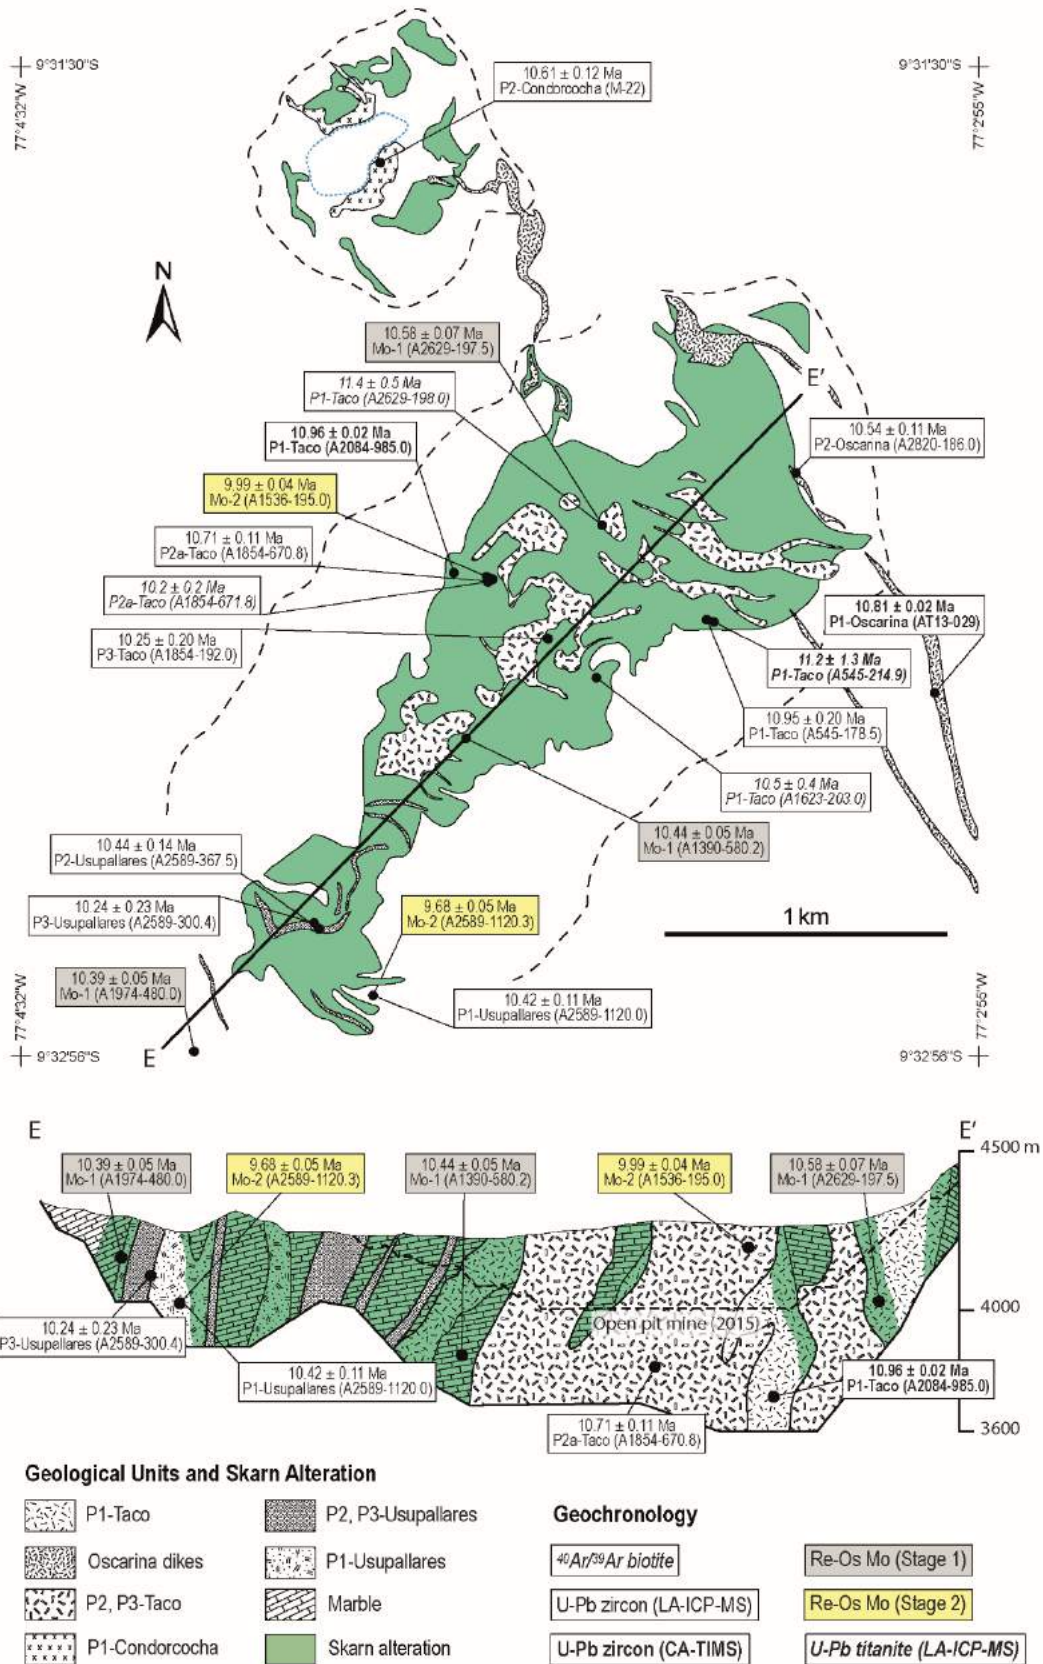 9°31'30"S
9°31'30"S
77°4'32"W
77°2'55"W
10.61 ± 0.12 Ma
P2-Condorcocha (M-22)
N
10.58 ± 0.07 Ma
Mo-1 (A2629-197.5)
11.4 ± 0.5 Ma
P1-Taco (A2629-198.0)
E'
10.96 ± 0.02 Ma
P1-Taco (A2084-985.0)
10.54 ± 0.11 Ma
P2-Oscarina (A2820-186.0)
9.99 ± 0.04 Ma
Mo-2 (A1536-195.0)
10.71 ± 0.11 Ma
P2a-Taco (A1854-670.8)
10.2 ± 0.2 Ma
P2a-Taco (A1854-671.8)
10.81 ± 0.02 Ma
P1-Oscarina (AT13-029)
10.25 ± 0.20 Ma
P3-Taco (A1854-192.0)
11.2 ± 1.3 Ma
P1-Taco (A545-214.9)
10.95 ± 0.20 Ma
P1-Taco (A545-178.5)
10.5 ± 0.4 Ma
P1-Taco (A1623-203.0)
10.44 ± 0.05 Ma
Mo-1 (A1390-580.2)
10.44 ± 0.14 Ma
P2-Usupallares (A2589-367.5)
10.24 ± 0.23 Ma
P3-Usupallares (A2589-300.4)
9.68 ± 0.05 Ma
Mo-2 (A2589-1120.3)
1 km
10.39 ± 0.05 Ma
Mo-1 (A1974-480.0)
10.42 ± 0.11 Ma
P1-Usupallares (A2589-1120.0)
77°4'32"W
77°2'55"W
9°32'56"S
E
9°32'56"S
E
E'
4500 m
10.39 ± 0.05 Ma
Mo-1 (A1974-480.0)
9.68 ± 0.05 Ma
Mo-2 (A2589-1120.3)
10.44 ± 0.05 Ma
Mo-1 (A1390-580.2)
9.99 ± 0.04 Ma
Mo-2 (A1536-195.0)
10.58 ± 0.07 Ma
Mo-1 (A2629-197.5)
4000
Open pit mine (2015)
10.24 ± 0.23 Ma
P3-Usupallares (A2589-300.4)
10.42 ± 0.11 Ma
P1-Usupallares (A2589-1120.0)
10.96 ± 0.02 Ma
P1-Taco (A2084-985.0)
10.71 ± 0.11 Ma
P2a-Taco (A1854-670.8)
3600
Geological Units and Skarn Alteration
P1-Taco
Oscarina dikes
P2, P3-Taco
P1-Condorcocha
P2, P3-Usupallares
P1-Usupallares
Marble
Skarn alteration
Geochronology
⁴⁰Ar/³⁹Ar biotite
U-Pb zircon (LA-ICP-MS)
U-Pb zircon (CA-TIMS)
Re-Os Mo (Stage 1)
Re-Os Mo (Stage 2)
U-Pb titanite (LA-ICP-MS)